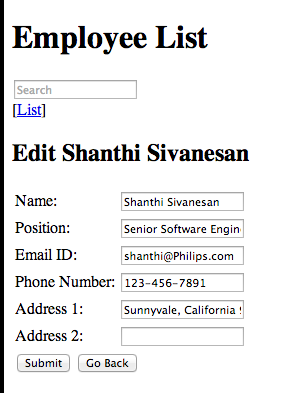 Employee List
Search
[List]
Edit Shanthi Sivanesan
Name: Shanthi Sivanesan
Position: Senior Software Engin
Email ID: shanthi@Philips.com
Phone Number: 123-456-7891
Address 1: Sunnyvale, California
Address 2:
Submit Go Back